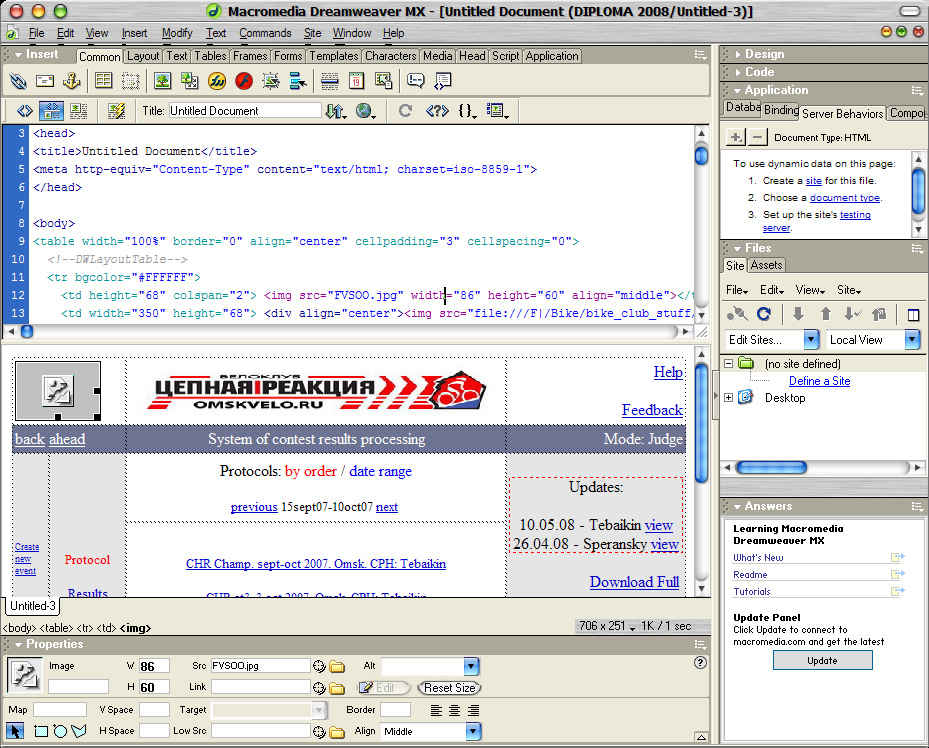 Macromedia Dreamweaver MX - [Untitled Document (DIPLOMA 2008/Untitled-3)]
File Edit View Insert Modify Text Commands Site Window Help
Insert Common Layout Text Tables Frames Forms Templates Characters Media Head Script Application
Title: Untitled Document
3 <head>
4 <title>Untitled Document</title>
5 <meta http-equiv="Content-Type" content="text/html; charset=iso-8859-1">
6 </head>
7
8 <body>
9 <table width="100%" border="0" align="center" cellpadding="3" cellspacing="0">
10 <!--DWLayoutTable-->
11 <tr bgcolor="#FFFFFF">
12 <td height="68" colspan="2"> <img src="FVSOO.jpg" width="86" height="60" align="middle"></
13 <td width="350" height="68"> <div align="center"><img src="file:///F|/Bike/bike_club_stuff/
ВЕЛОКЛУБ
ЦЕПНАЯ РЕАКЦИЯ
OMSKVELO.RU
Help
Feedback
back ahead System of contest results processing Mode: Judge
Protocols: by order / date range
previous 15sept07-10oct07 next
Updates:
10.05.08 - Tebaikin view
26.04.08 - Speransky view
Download Full
Create
new
event
Protocol
Results
CHR Champ. sept-oct 2007. Omsk. CPH: Tebaikin
Untitled-3
<body> <table> <tr> <td> <img> 706 x 251 1K / 1 sec
Properties
Image W 86 Src FVSOO.jpg Alt
H 60 Link Edit Reset Size
Map V Space Target Border
H Space Low Src Align Middle
Design
Code
Application
Databa Binding Server Behaviors Compo
Document Type: HTML
To use dynamic data on this page:
1. Create a site for this file.
2. Choose a document type.
3. Set up the site's testing
server.
Files
Site Assets
File Edit View Site
Edit Sites... Local View
(no site defined)
Define a Site
Desktop
Answers
Learning Macromedia
Dreamweaver MX
What's New
Readme
Tutorials
Update Panel
Click Update to connect to
macromedia.com and get the latest
Update